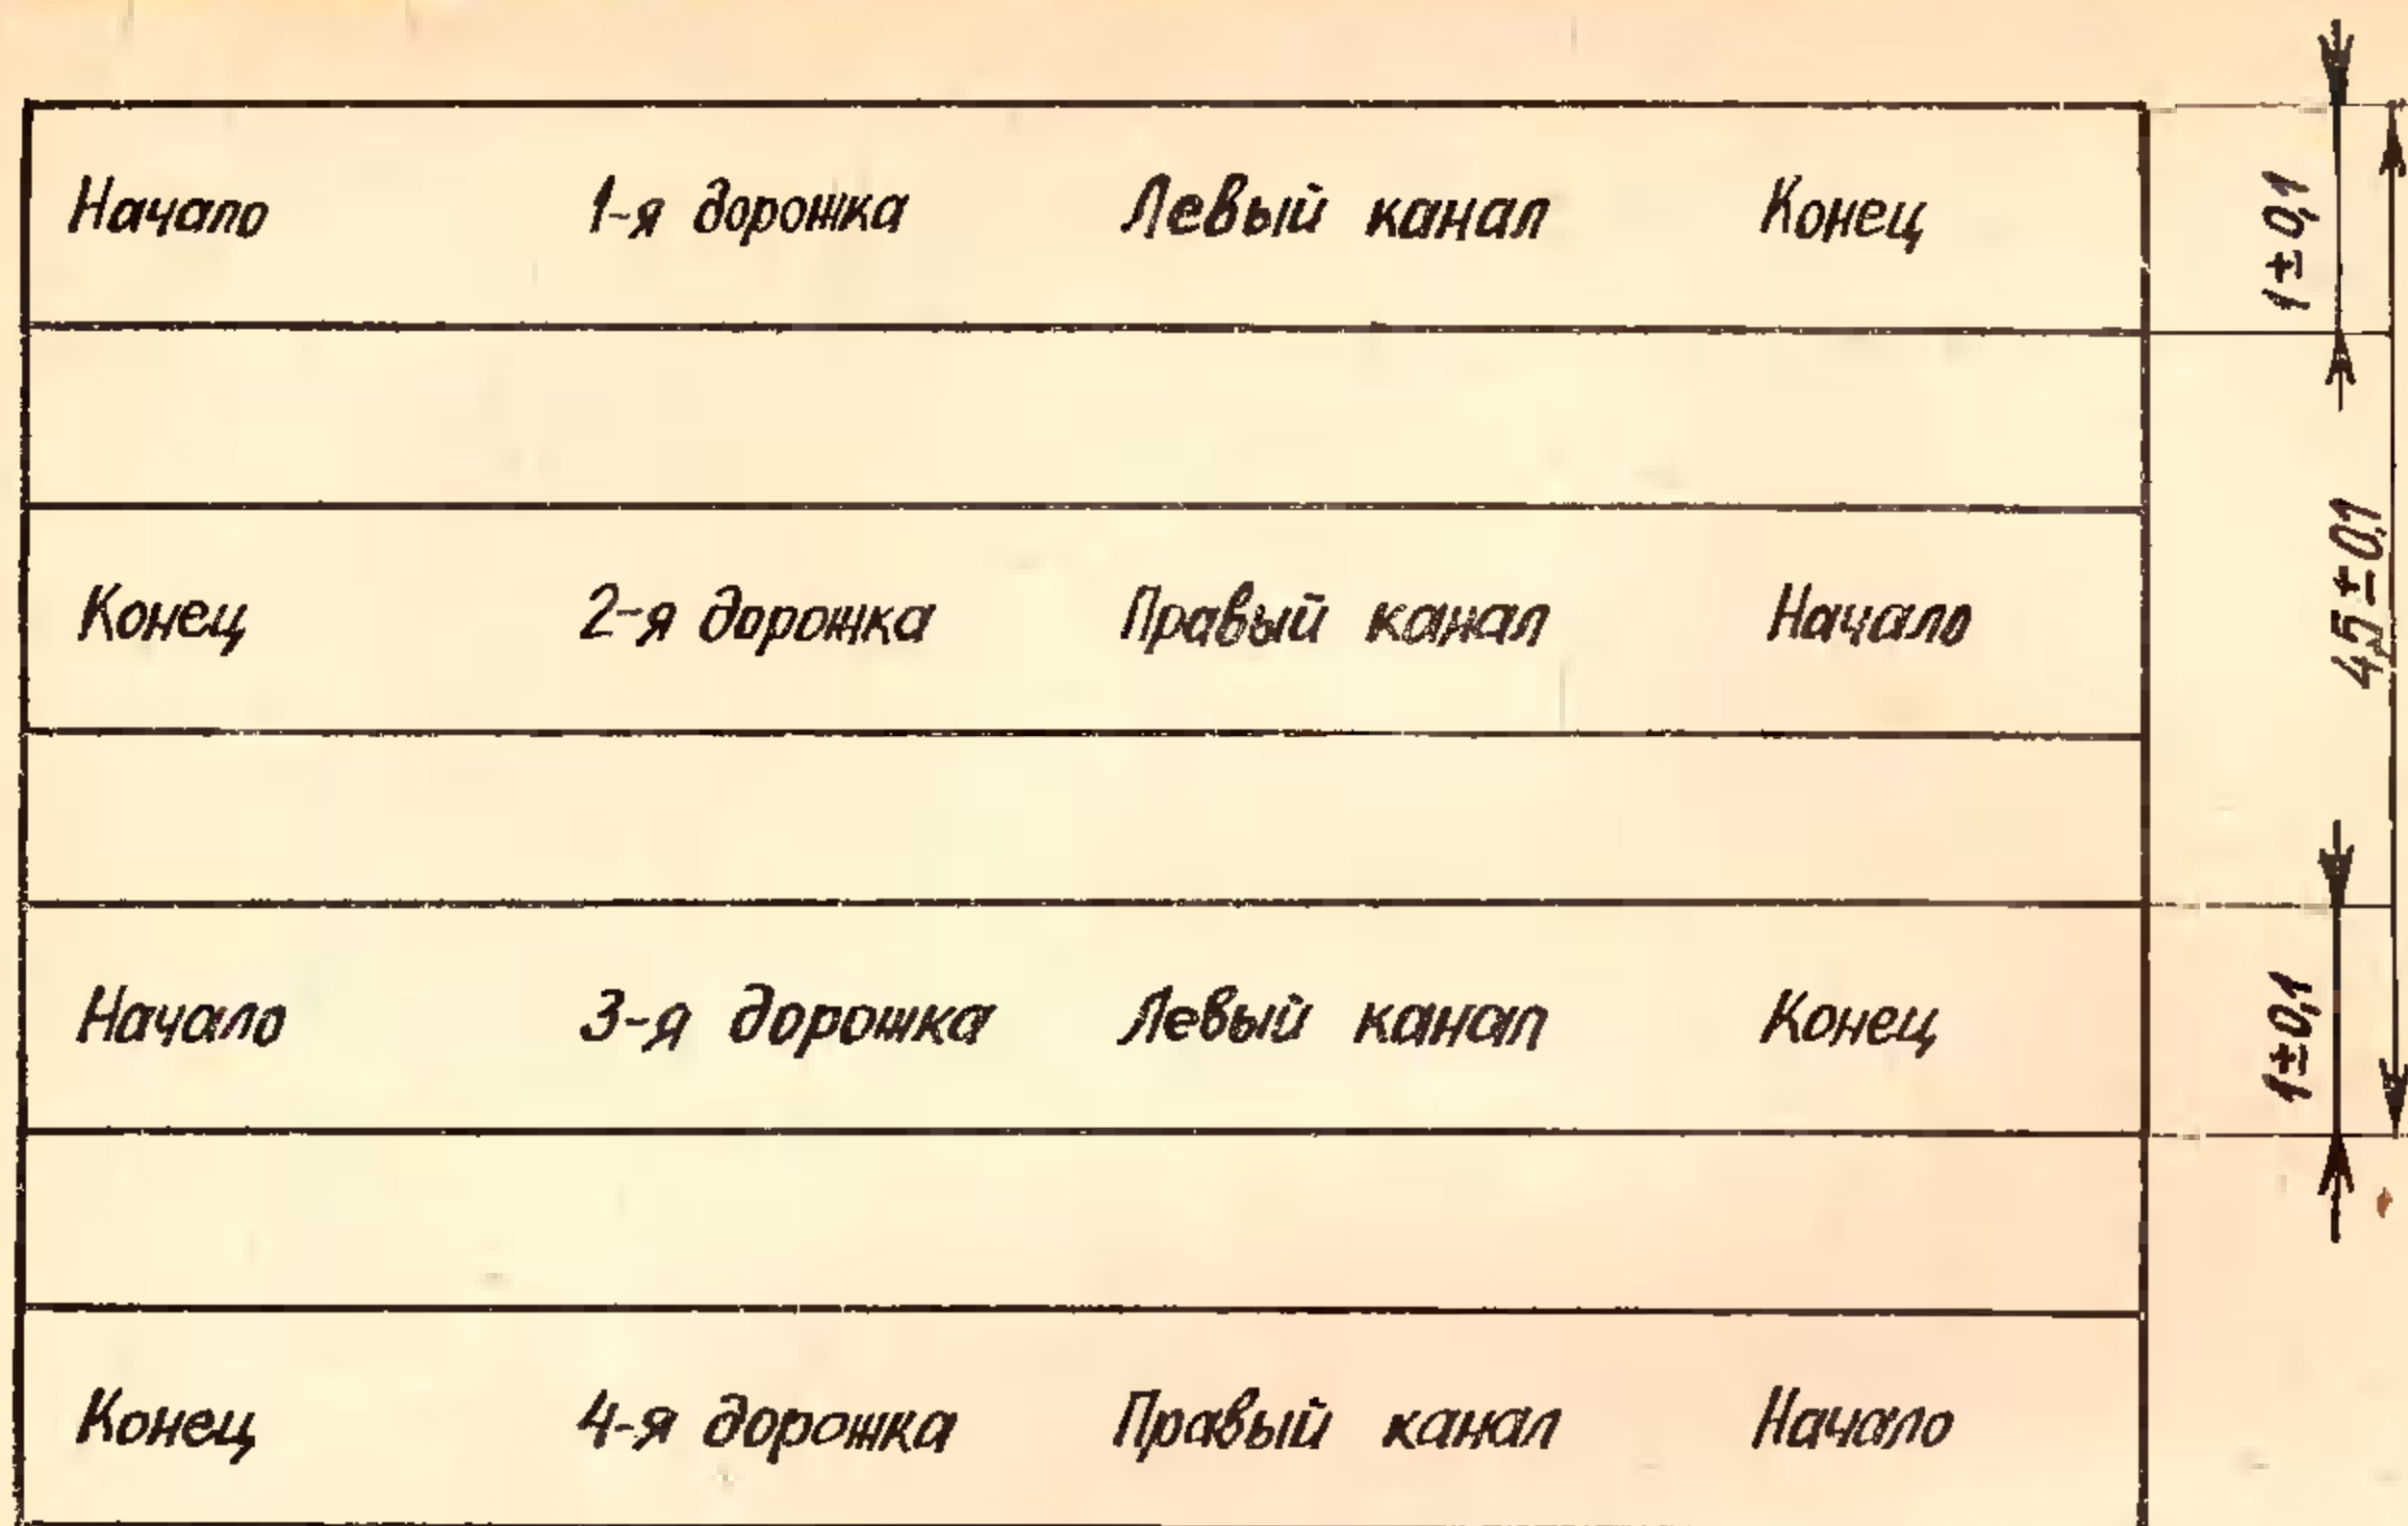 Начало 1-я дорожка Левый канал Конец
1±0,1
Конец 2-я дорожка Правый канал Начало
4,5±0,1
Начало 3-я дорожка Левый канал Конец
1±0,1
Конец 4-я дорожка Правый канал Начало